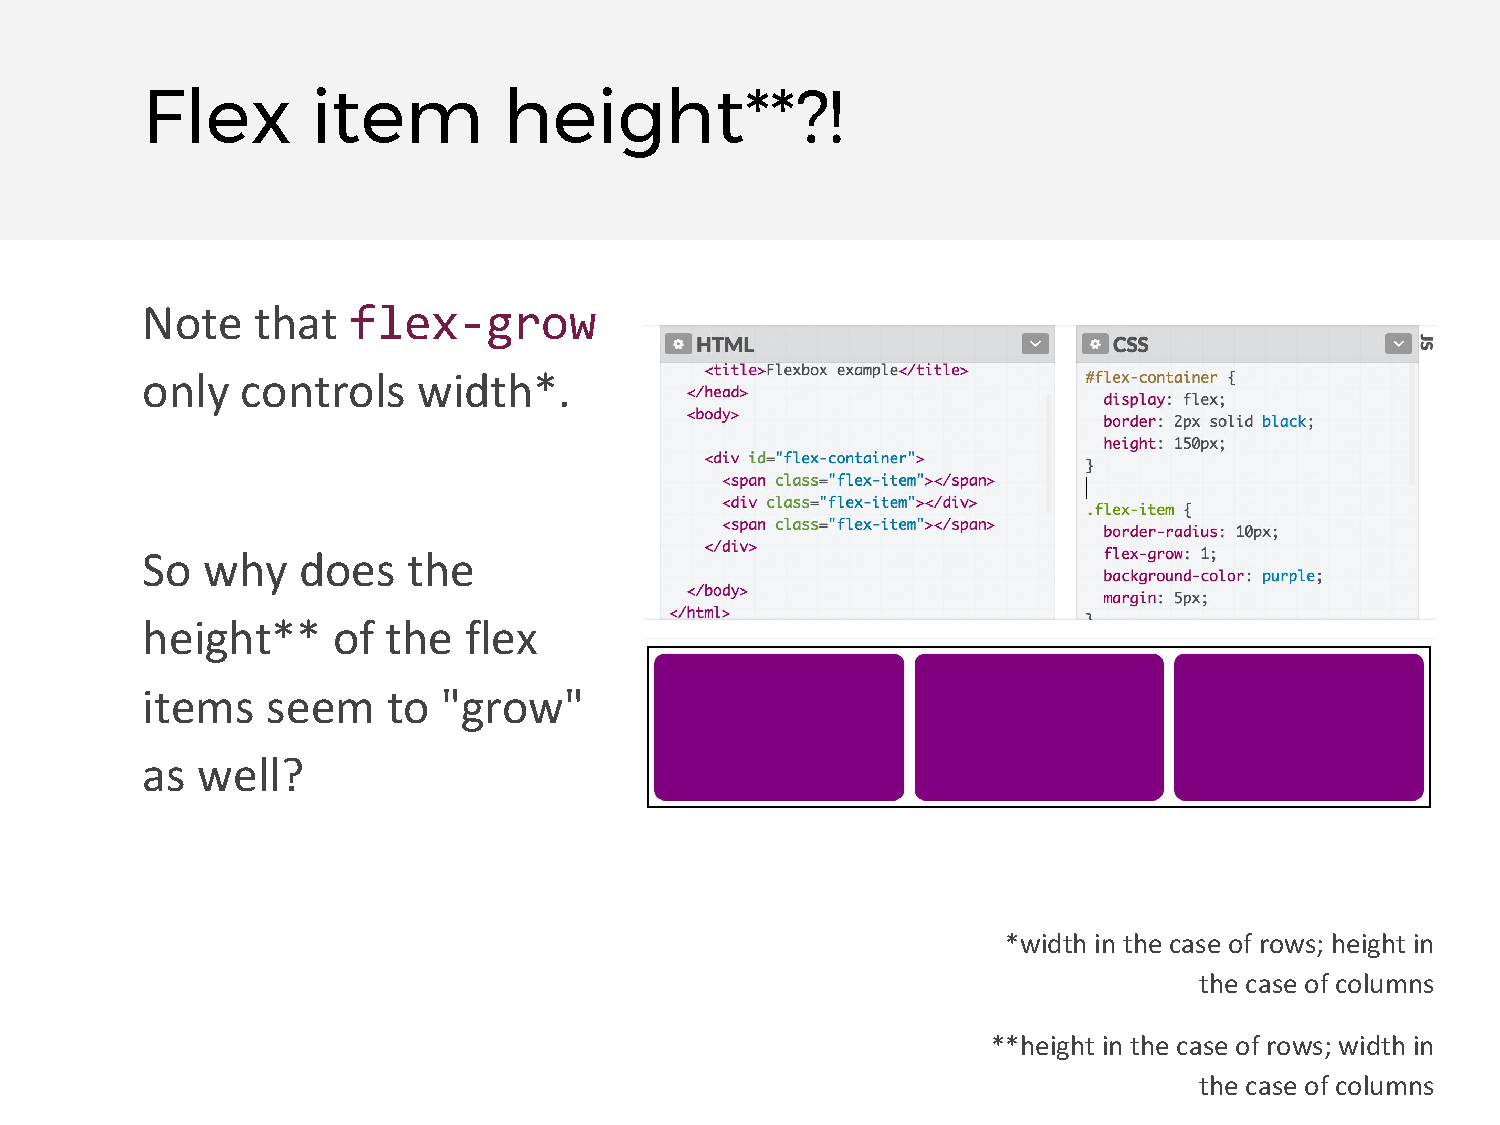 Flex item height**?!
Note that flex-grow
only controls width*.
So why does the
height** of the flex
items seem to "grow"
as well?
HTML
<title>Flexbox example</title>
</head>
<body>
<div id="flex-container">
<span class="flex-item"></span>
<div class="flex-item"></div>
<span class="flex-item"></span>
</div>
</body>
</html>
CSS
#flex-container {
display: flex;
border: 2px solid black;
height: 150px;
}
.flex-item {
border-radius: 10px;
flex-grow: 1;
background-color: purple;
margin: 5px;
}
JS
*width in the case of rows; height in
the case of columns
**height in the case of rows; width in
the case of columns